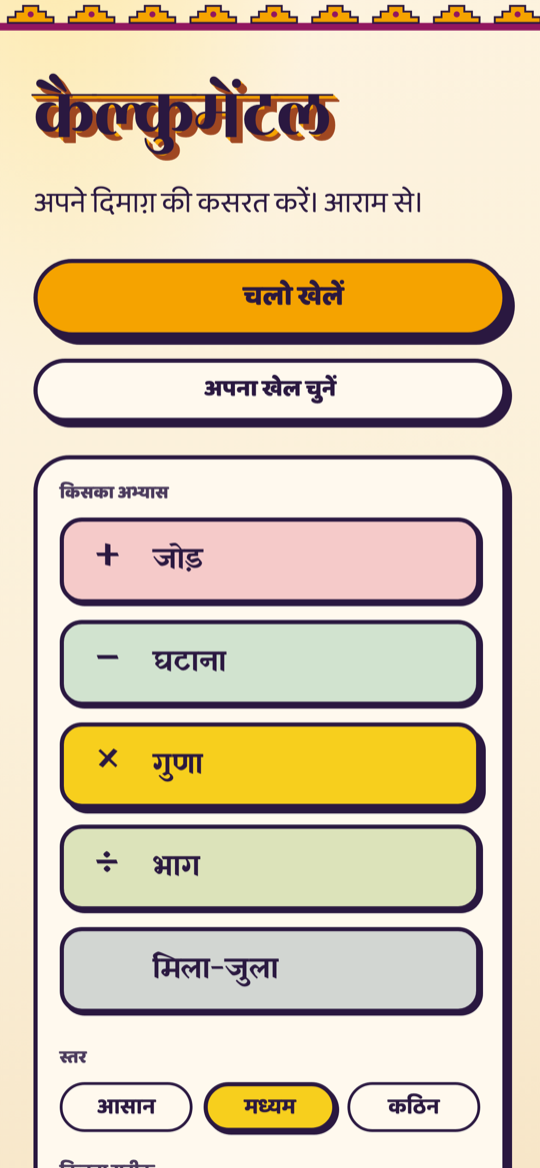 कैल्कुमेंटल
अपने दिमाग़ की कसरत करें। आराम से।
चलो खेलें
अपना खेल चुनें
किसका अभ्यास
+ जोड़
− घटाना
× गुणा
÷ भाग
मिला-जुला
स्तर
आसान मध्यम कठिन